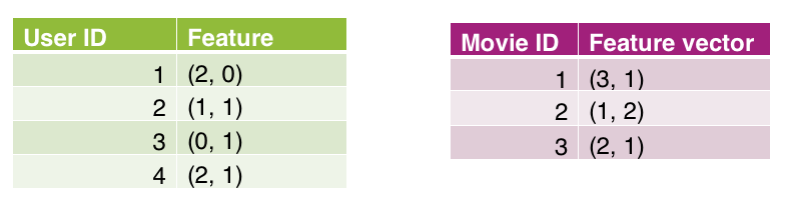 User ID Feature
1 (2, 0)
2 (1, 1)
3 (0, 1)
4 (2, 1)
Movie ID Feature vector
1 (3, 1)
2 (1, 2)
3 (2, 1)